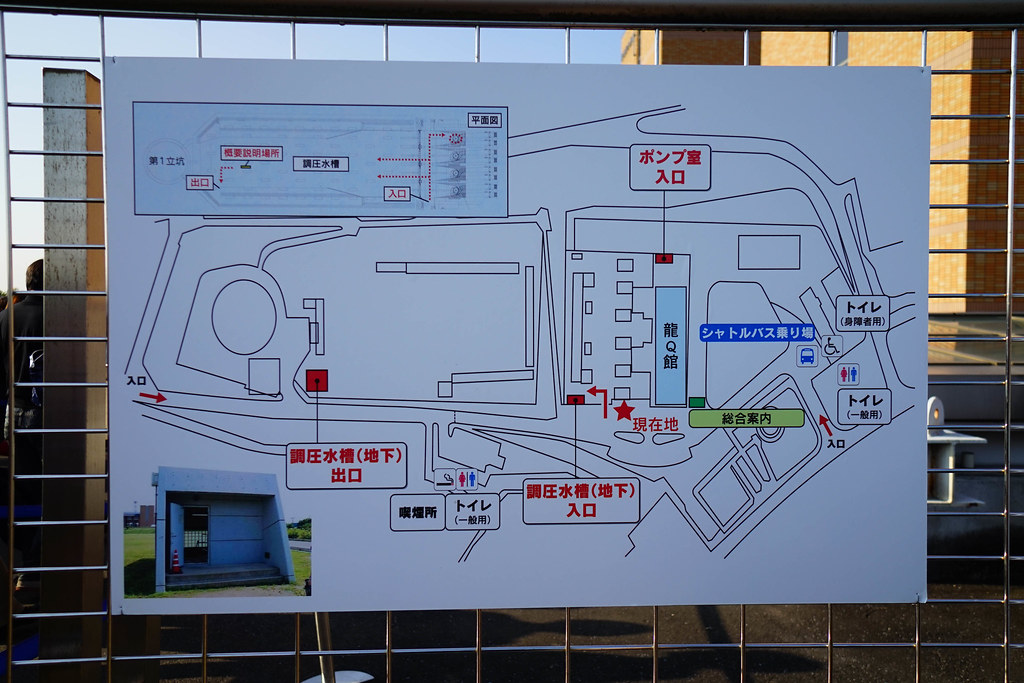 平面図
概要説明場所
第1立坑
調圧水槽
出口
入口
ポンプ室
入口
トイレ
(身障者用)
シャトルバス乗り場
龍Q館
入口
トイレ
(一般用)
総合案内
現在地
入口
調圧水槽(地下)
出口
調圧水槽(地下)
入口
喫煙所
トイレ
(一般用)